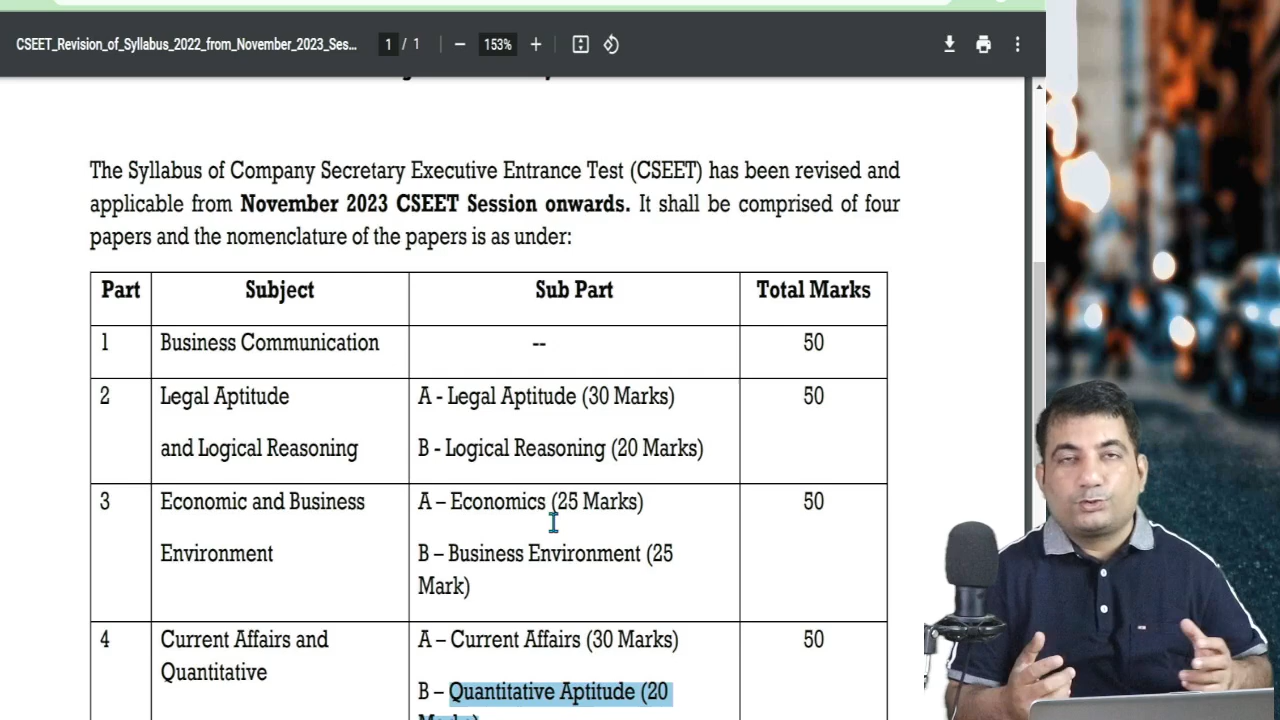 CSEET_Revision_of_Syllabus_2022_from_November_2023_Ses...
1 / 1
153%
The Syllabus of Company Secretary Executive Entrance Test (CSEET) has been revised and
applicable from November 2023 CSEET Session onwards. It shall be comprised of four
papers and the nomenclature of the papers is as under:
Part Subject Sub Part Total Marks
1 Business Communication -- 50
2 Legal Aptitude A - Legal Aptitude (30 Marks) 50
and Logical Reasoning B - Logical Reasoning (20 Marks)
3 Economic and Business A – Economics (25 Marks) 50
Environment B – Business Environment (25
Mark)
4 Current Affairs and A – Current Affairs (30 Marks) 50
Quantitative
B – Quantitative Aptitude (20